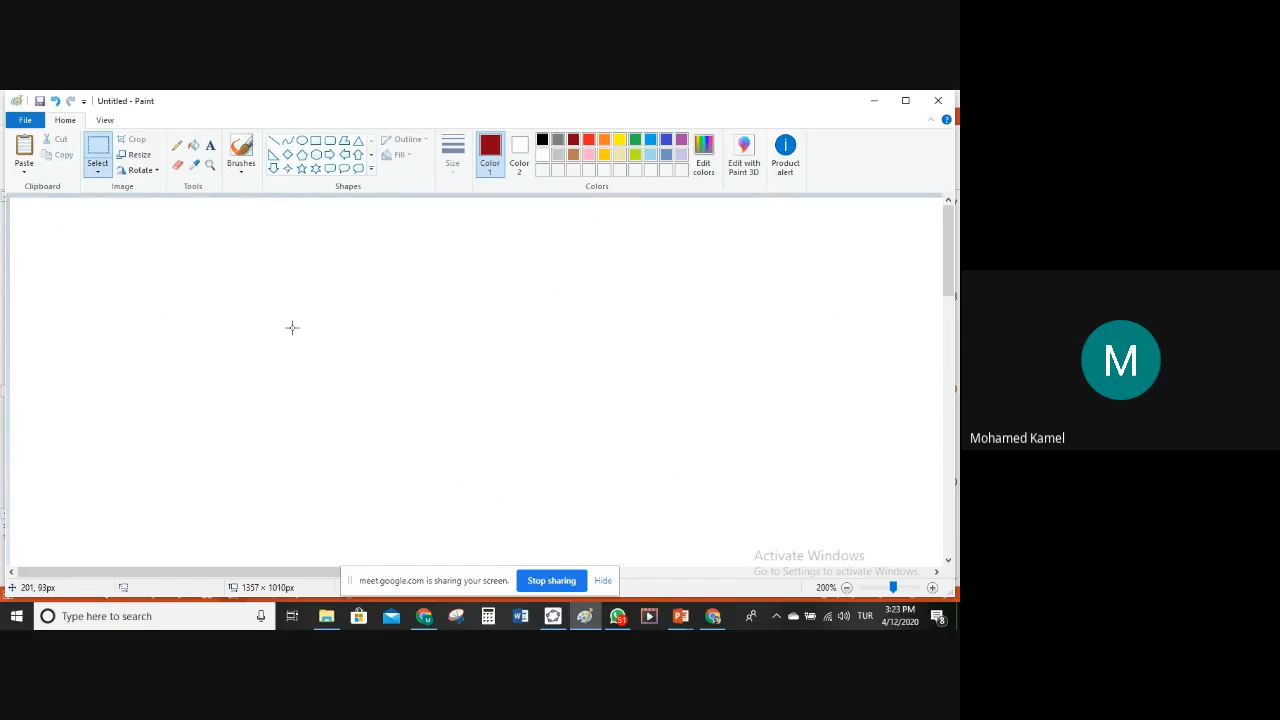 Untitled - Paint
File Home View
Cut
Copy
Paste
Clipboard
Select
Crop
Resize
Rotate
Image
A
Tools
Brushes
Outline
Fill
Shapes
Size
Color 1
Color 2
Colors
Edit colors
Edit with Paint 3D
Product alert
M
Mohamed Kamel
Activate Windows
Go to Settings to activate Windows.
meet.google.com is sharing your screen. Stop sharing Hide
201, 93px
1357 × 1010px
200%
Type here to search
51
TUR
3:23 PM
4/12/2020
8